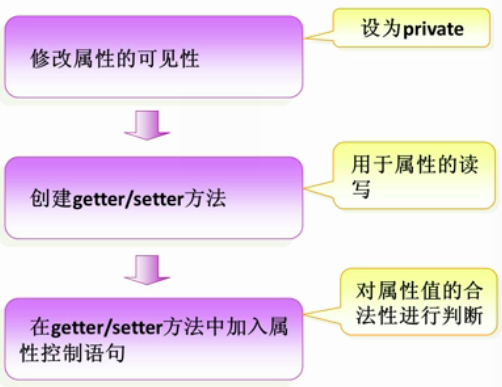 修改属性的可见性
设为private
创建getter/setter方法
用于属性的读
写
在getter/setter方法中加入属
性控制语句
对属性值的合
法性进行判断